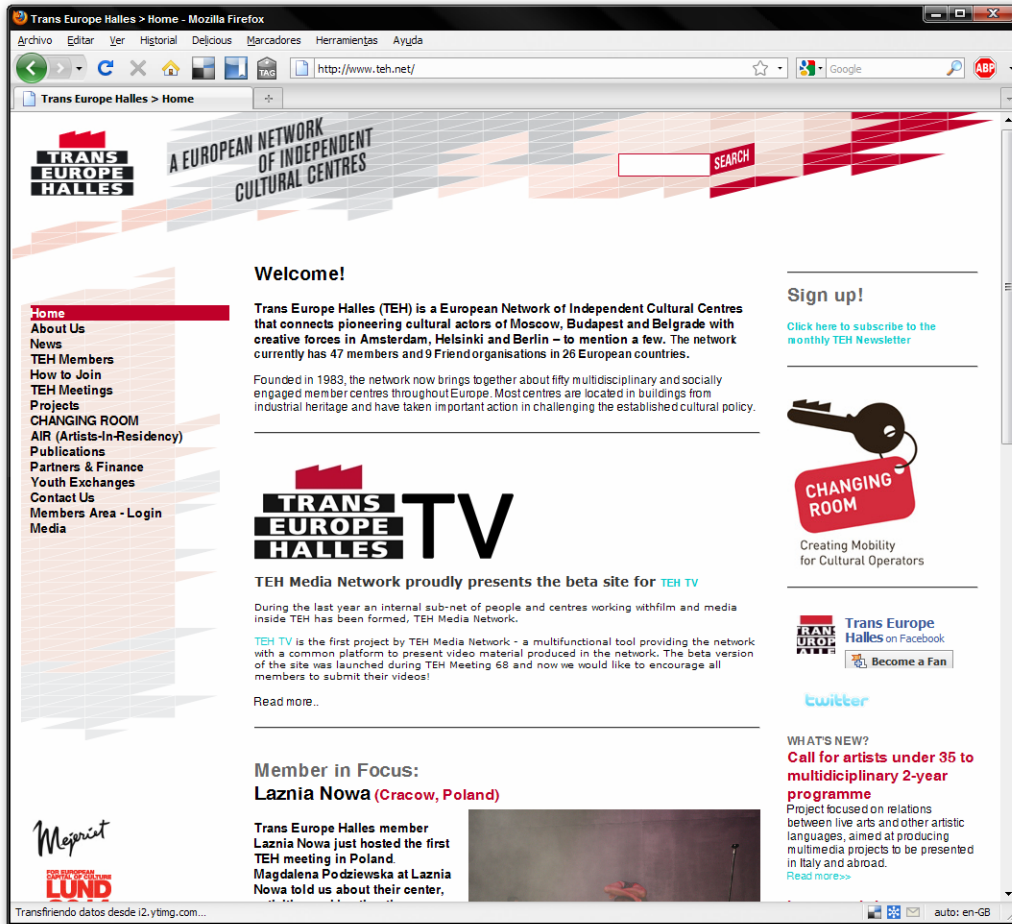 Trans Europe Halles > Home - Mozilla Firefox
Archivo Editar Ver Historial Delicious Marcadores Herramientas Ayuda
TAG http://www.teh.net/ Google ABP
Trans Europe Halles > Home
TRANS
EUROPE
HALLES
A EUROPEAN NETWORK
OF INDEPENDENT
CULTURAL CENTRES
SEARCH
Home
About Us
News
TEH Members
How to Join
TEH Meetings
Projects
CHANGING ROOM
AIR (Artists-In-Residency)
Publications
Partners & Finance
Youth Exchanges
Contact Us
Members Area - Login
Media
Mejeriet
FOR EUROPEAN
CAPITAL OF CULTURE
LUND
Welcome!
Trans Europe Halles (TEH) is a European Network of Independent Cultural Centres
that connects pioneering cultural actors of Moscow, Budapest and Belgrade with
creative forces in Amsterdam, Helsinki and Berlin – to mention a few. The network
currently has 47 members and 9 Friend organisations in 26 European countries.
Founded in 1983, the network now brings together about fifty multidisciplinary and socially
engaged member centres throughout Europe. Most centres are located in buildings from
industrial heritage and have taken important action in challenging the established cultural policy.
TRANS
EUROPE
HALLES
TV
TEH Media Network proudly presents the beta site for TEH TV
During the last year an internal sub-net of people and centres working withfilm and media
inside TEH has been formed, TEH Media Network.
TEH TV is the first project by TEH Media Network - a multifunctional tool providing the network
with a common platform to present video material produced in the network. The beta version
of the site was launched during TEH Meeting 68 and now we would like to encourage all
members to submit their videos!
Read more..
Member in Focus:
Laznia Nowa (Cracow, Poland)
Trans Europe Halles member
Laznia Nowa just hosted the first
TEH meeting in Poland.
Magdalena Podziewska at Laznia
Nowa told us about their center,
Sign up!
Click here to subscribe to the
monthly TEH Newsletter
CHANGING
ROOM
Creating Mobility
for Cultural Operators
TRANS
Trans Europe
Halles on Facebook
Become a Fan
twitter
WHAT'S NEW?
Call for artists under 35 to
multidiciplinary 2-year
programme
Project focused on relations
between live arts and other artistic
languages, aimed at producing
multimedia projects to be presented
in Italy and abroad.
Read more>>
Transfiriendo datos desde i2.ytimg.com...
auto: en-GB